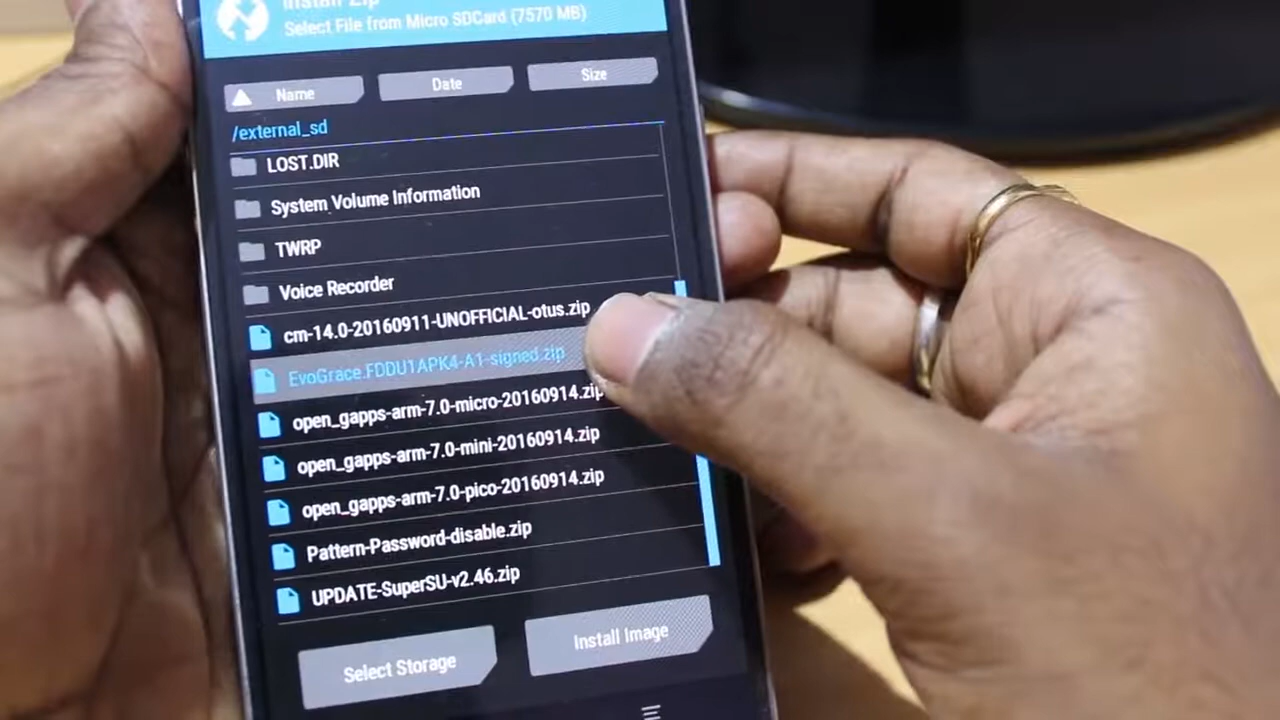 Install Zip
Select File from Micro SDCard (7570 MB)
Name
Date
Size
/external_sd
LOST.DIR
System Volume Information
TWRP
Voice Recorder
cm-14.0-20160911-UNOFFICIAL-otus.zip
EvoGrace.FDDU1APK4-A1-signed.zip
open_gapps-arm-7.0-micro-20160914.zip
open_gapps-arm-7.0-mini-20160914.zip
open_gapps-arm-7.0-pico-20160914.zip
Pattern-Password-disable.zip
UPDATE-SuperSU-v2.46.zip
Select Storage
Install Image